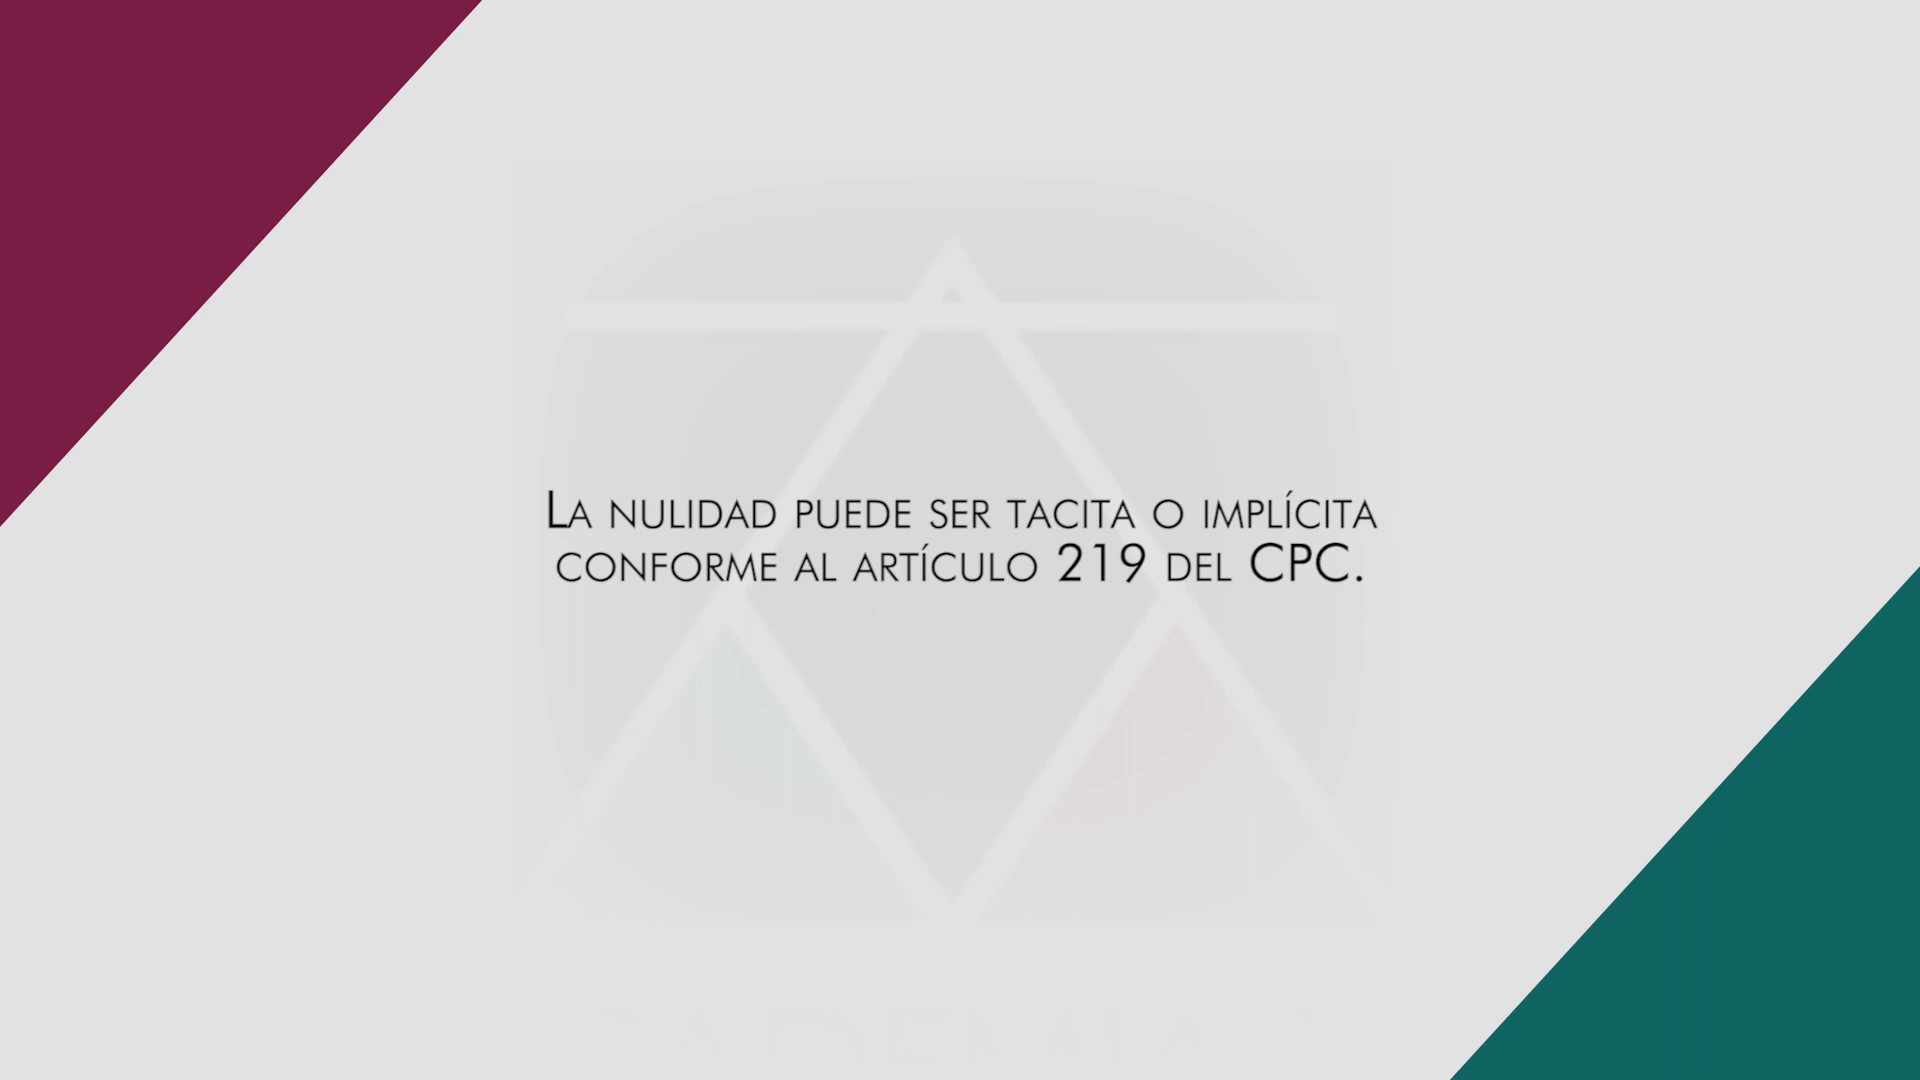 La nulidad puede ser tacita o implícita
conforme al artículo 219 del CPC.